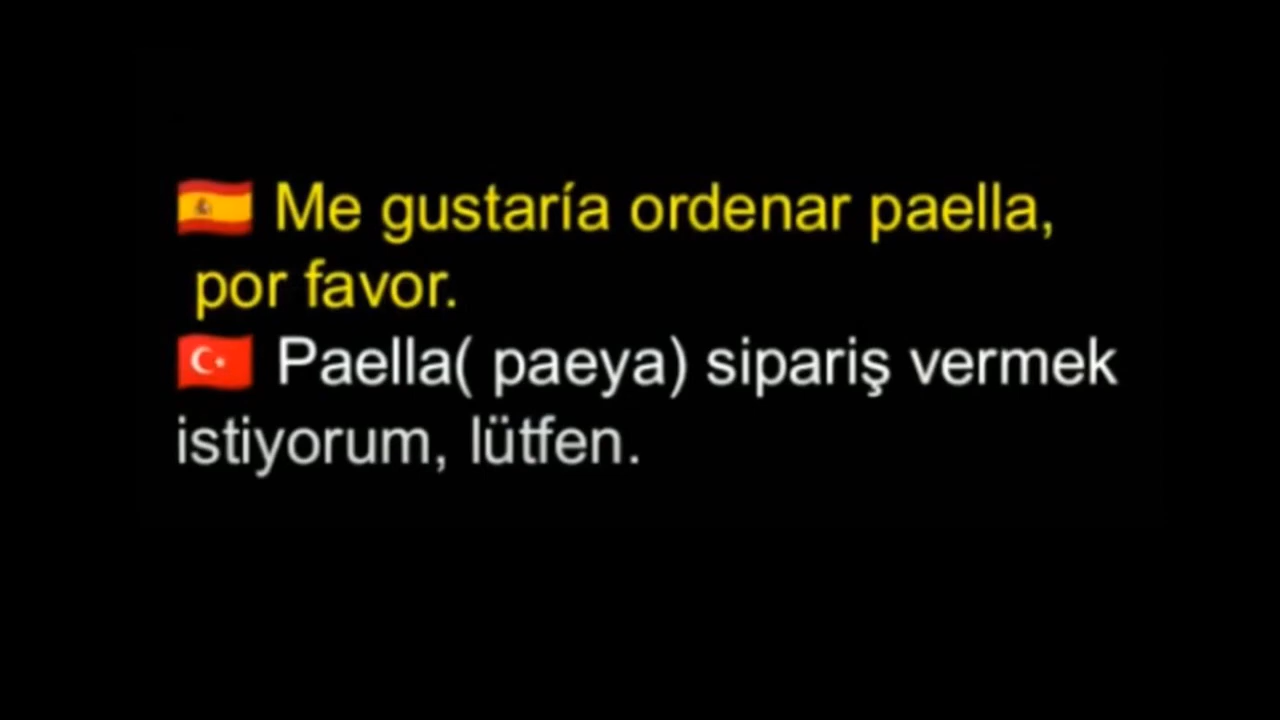 🇪🇸 Me gustaría ordenar paella,
por favor.
🇹🇷 Paella( paeya) sipariş vermek
istiyorum, lütfen.